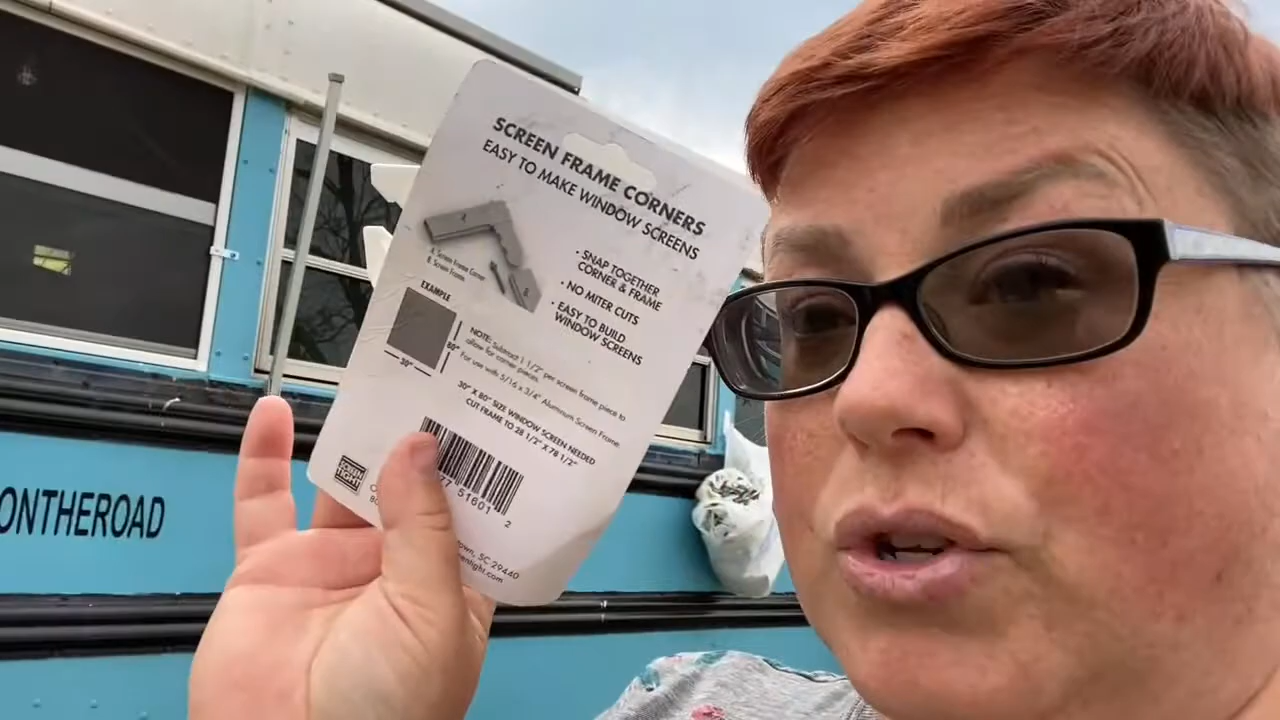 SCREEN FRAME CORNERS
EASY TO MAKE WINDOW SCREENS
A. Screen Frame Corner
B. Screen Frame
• SNAP TOGETHER
CORNER & FRAME
• NO MITER CUTS
• EASY TO BUILD
WINDOW SCREENS
EXAMPLE
80"
30"
NOTE: Subtract 1 1/2" per screen frame piece to
allow for corner pieces.
For use with 5/16 x 3/4" Aluminum Screen Frame
30" X 80" SIZE WINDOW SCREEN NEEDED
CUT FRAME TO 28 1/2" X 78 1/2"
77 51601 2
SCREEN
TIGHT
town, SC 29440
ONTHEROAD